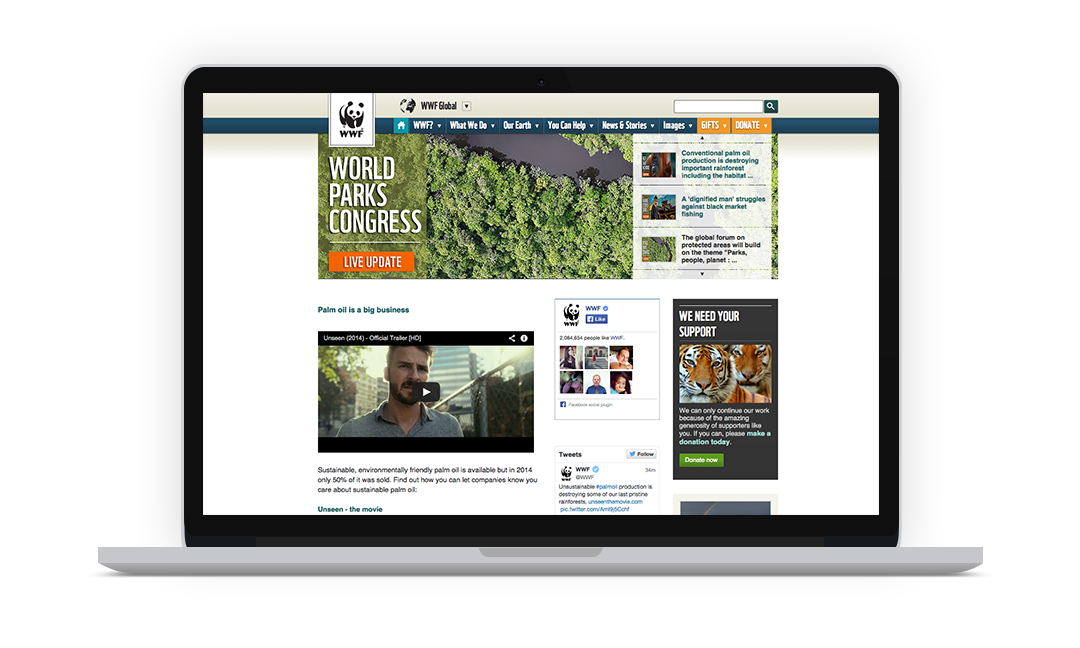 WWF
WWF Global
WWF?
What We Do
Our Earth
You Can Help
News & Stories
Images
GIFTS
DONATE
WORLD
PARKS
CONGRESS
LIVE UPDATE
Conventional palm oil
production is destroying
important rainforest
including the habitat ...
A 'dignified man' struggles
against black market
fishing
The global forum on
protected areas will build
on the theme "Parks,
people, planet : ...
Palm oil is a big business
Unseen (2014) - Official Trailer [HD]
Sustainable, environmentally friendly palm oil is available but in 2014
only 50% of it was sold. Find out how you can let companies know you
care about sustainable palm oil:
Unseen - the movie
WWF
WWF
Like
2,084,654 people like WWF.
Facebook social plugin
Tweets
Follow
WWF
34m
@WWF
Unsustainable #palmoil production is
destroying some of our last pristine
rainforests. unseenthemovie.com
WE NEED YOUR
SUPPORT
We can only continue our work
because of the amazing
generosity of supporters like
you. If you can, please make a
donation today.
Donate now